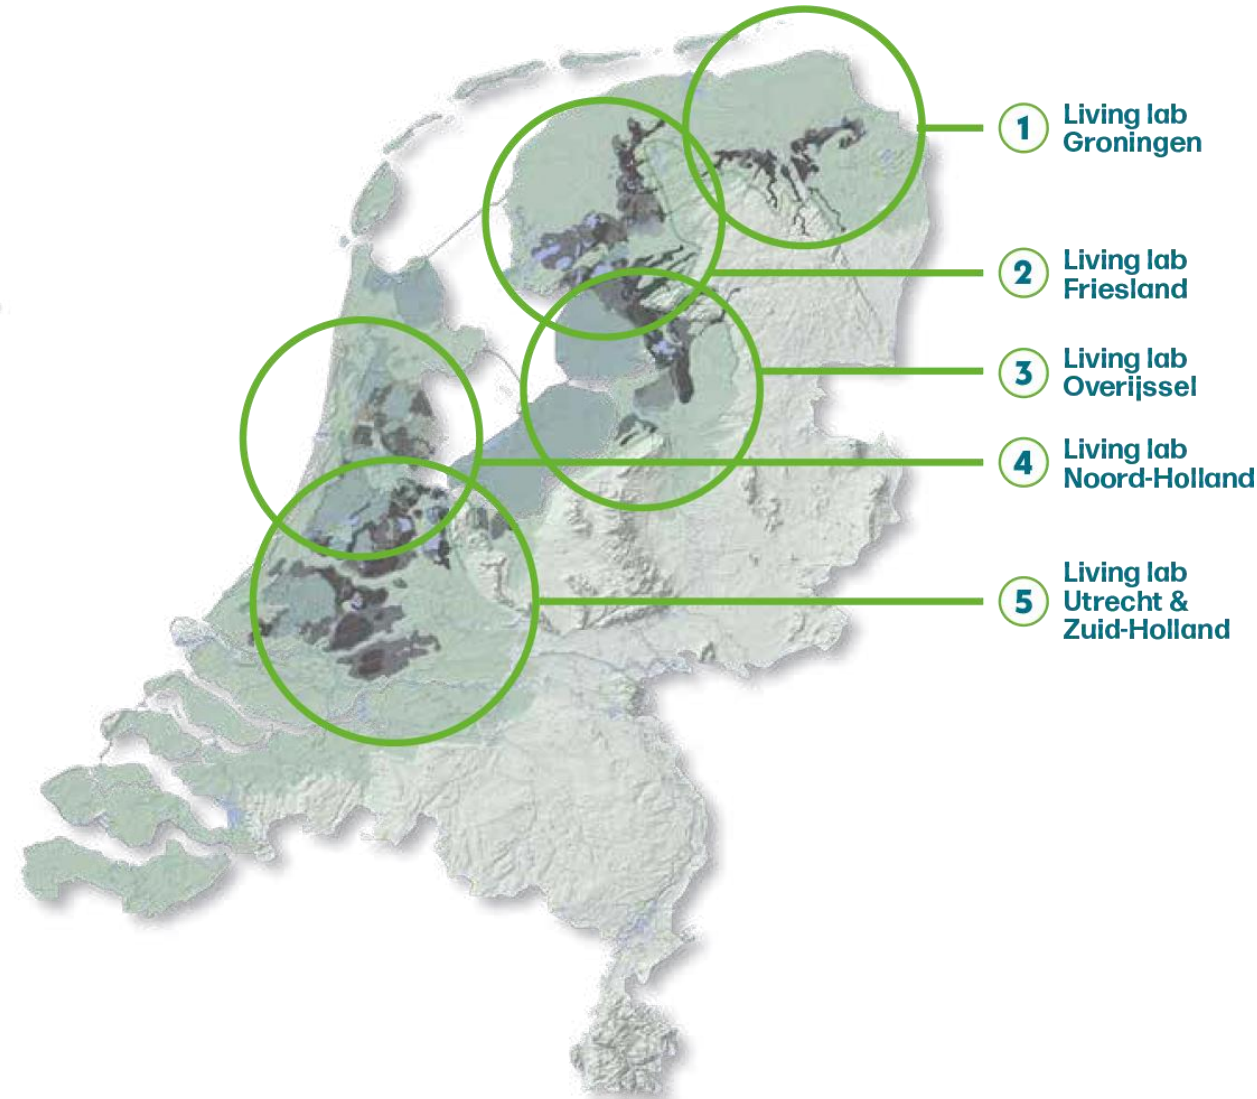 1
Living lab
Groningen
2
Living lab
Friesland
3
Living lab
Overijssel
4
Living lab
Noord-Holland
5
Living lab
Utrecht &
Zuid-Holland